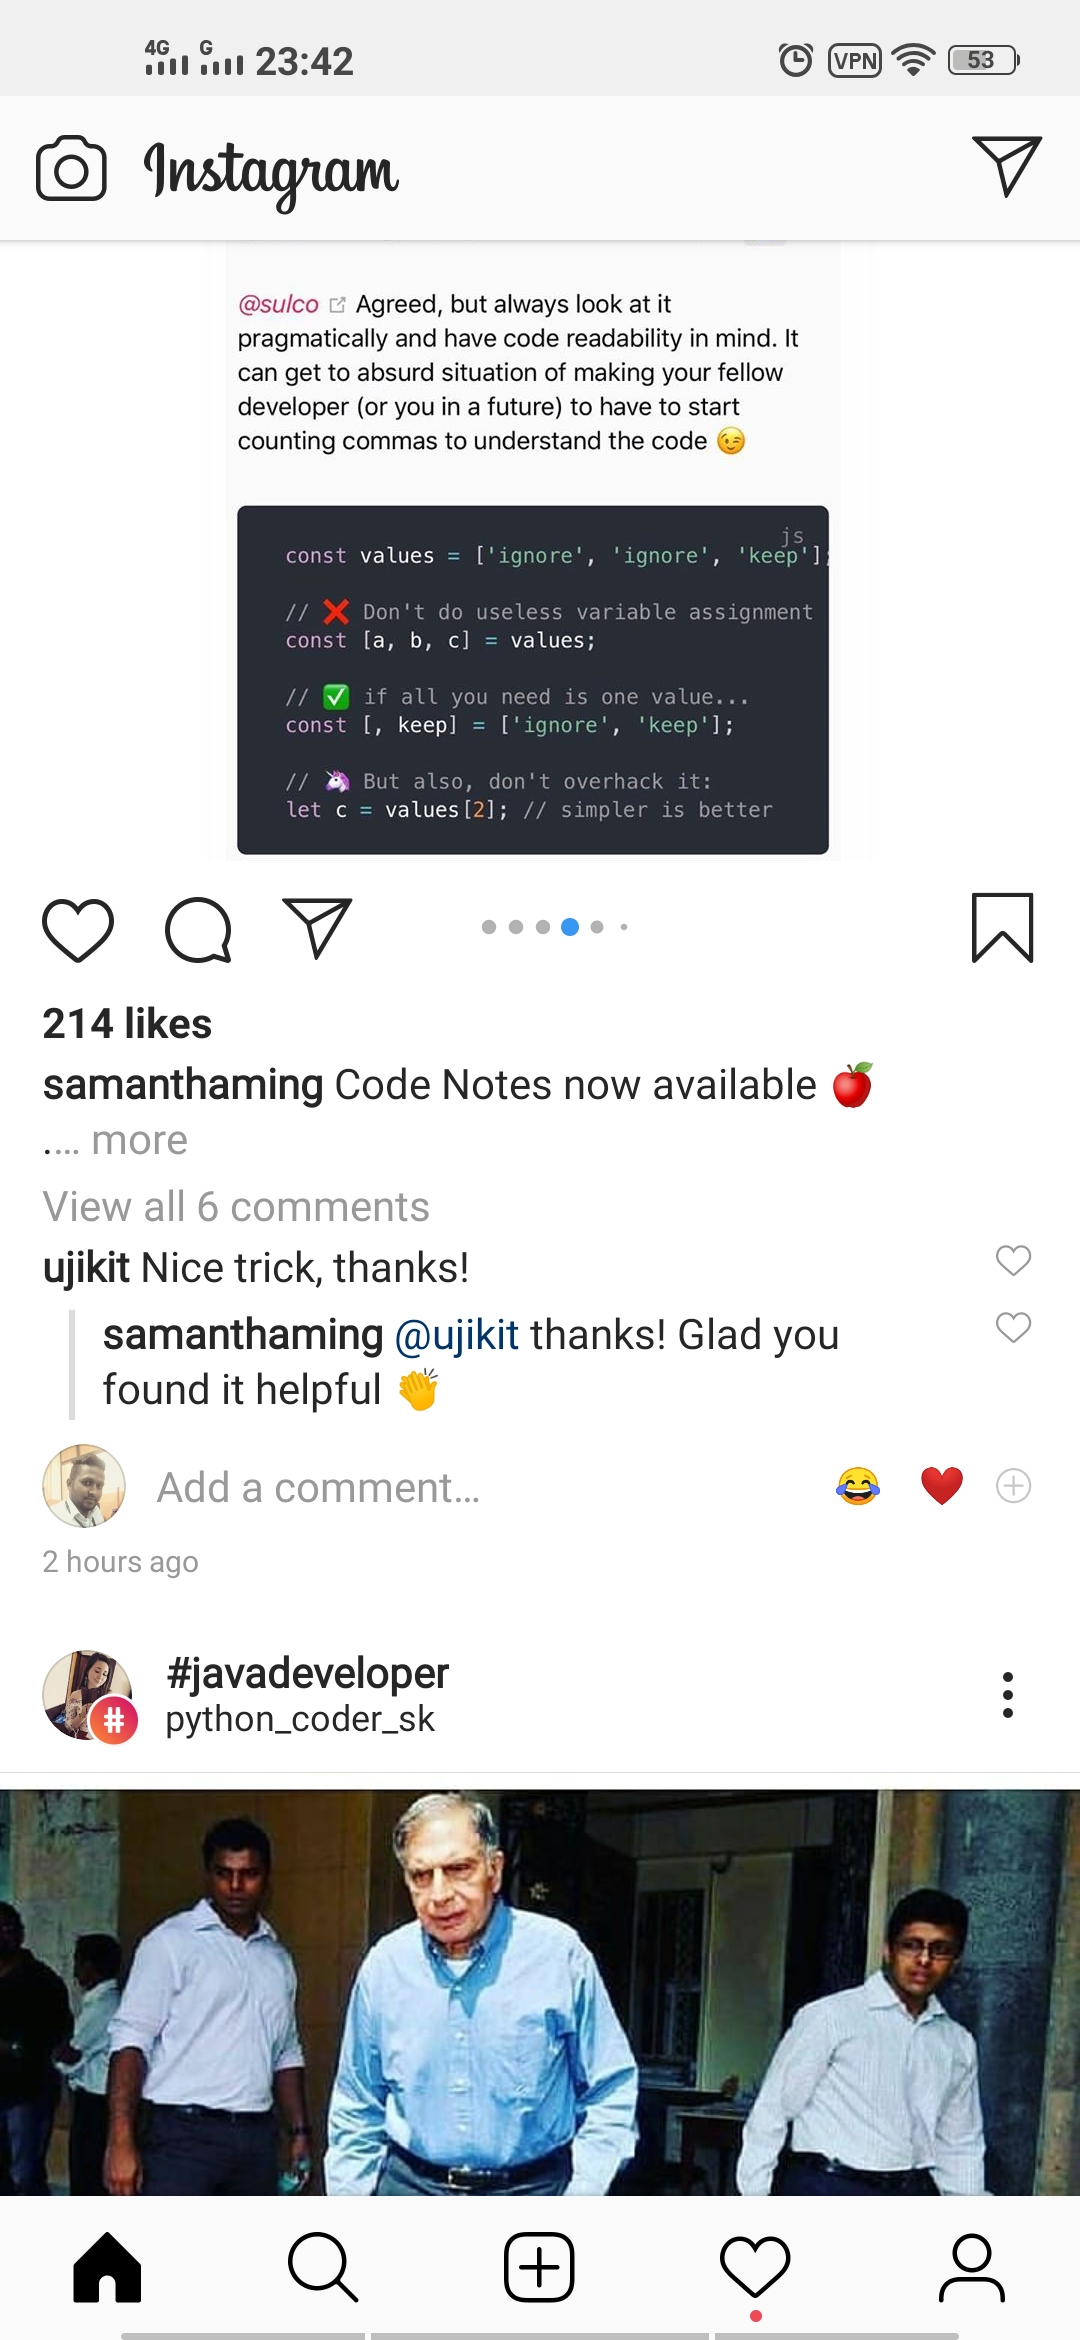 4G G 23:42 VPN 53
Instagram
@sulco Agreed, but always look at it
pragmatically and have code readability in mind. It
can get to absurd situation of making your fellow
developer (or you in a future) to have to start
counting commas to understand the code 😉
js
const values = ['ignore', 'ignore', 'keep'];
// ❌ Don't do useless variable assignment
const [a, b, c] = values;
// ✅ if all you need is one value...
const [, keep] = ['ignore', 'keep'];
// 🦄 But also, don't overhack it:
let c = values[2]; // simpler is better
214 likes
samanthaming Code Notes now available 🍎
.... more
View all 6 comments
ujikit Nice trick, thanks!
samanthaming @ujikit thanks! Glad you
found it helpful 👏
Add a comment...
2 hours ago
#javadeveloper
#
python_coder_sk